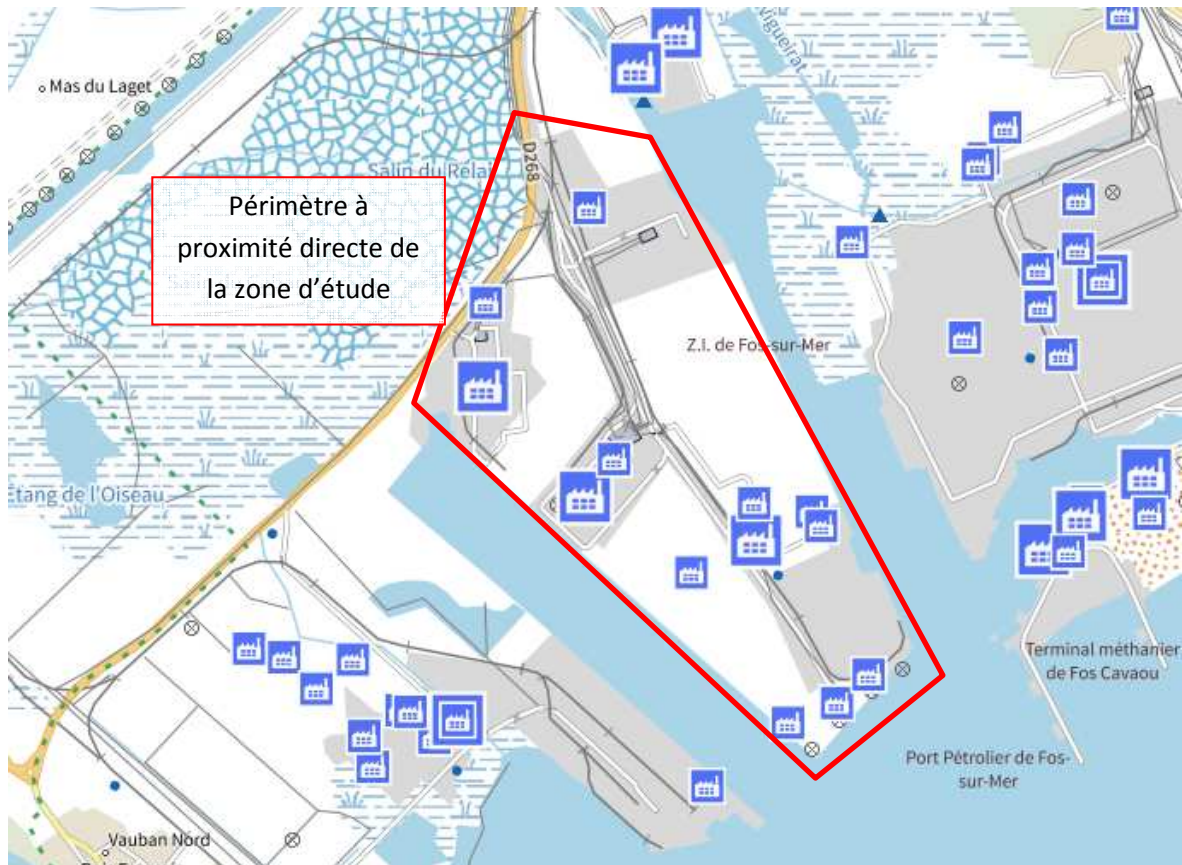 Vigueirat
Mas du Laget
D268
Salin du Relai
Périmètre à
proximité directe de
la zone d'étude
Z.I. de Fos-sur-Mer
Etang de l'Oiseau
Terminal méthanier
de Fos Cavaou
Port Pétrolier de Fos-
sur-Mer
Vauban Nord